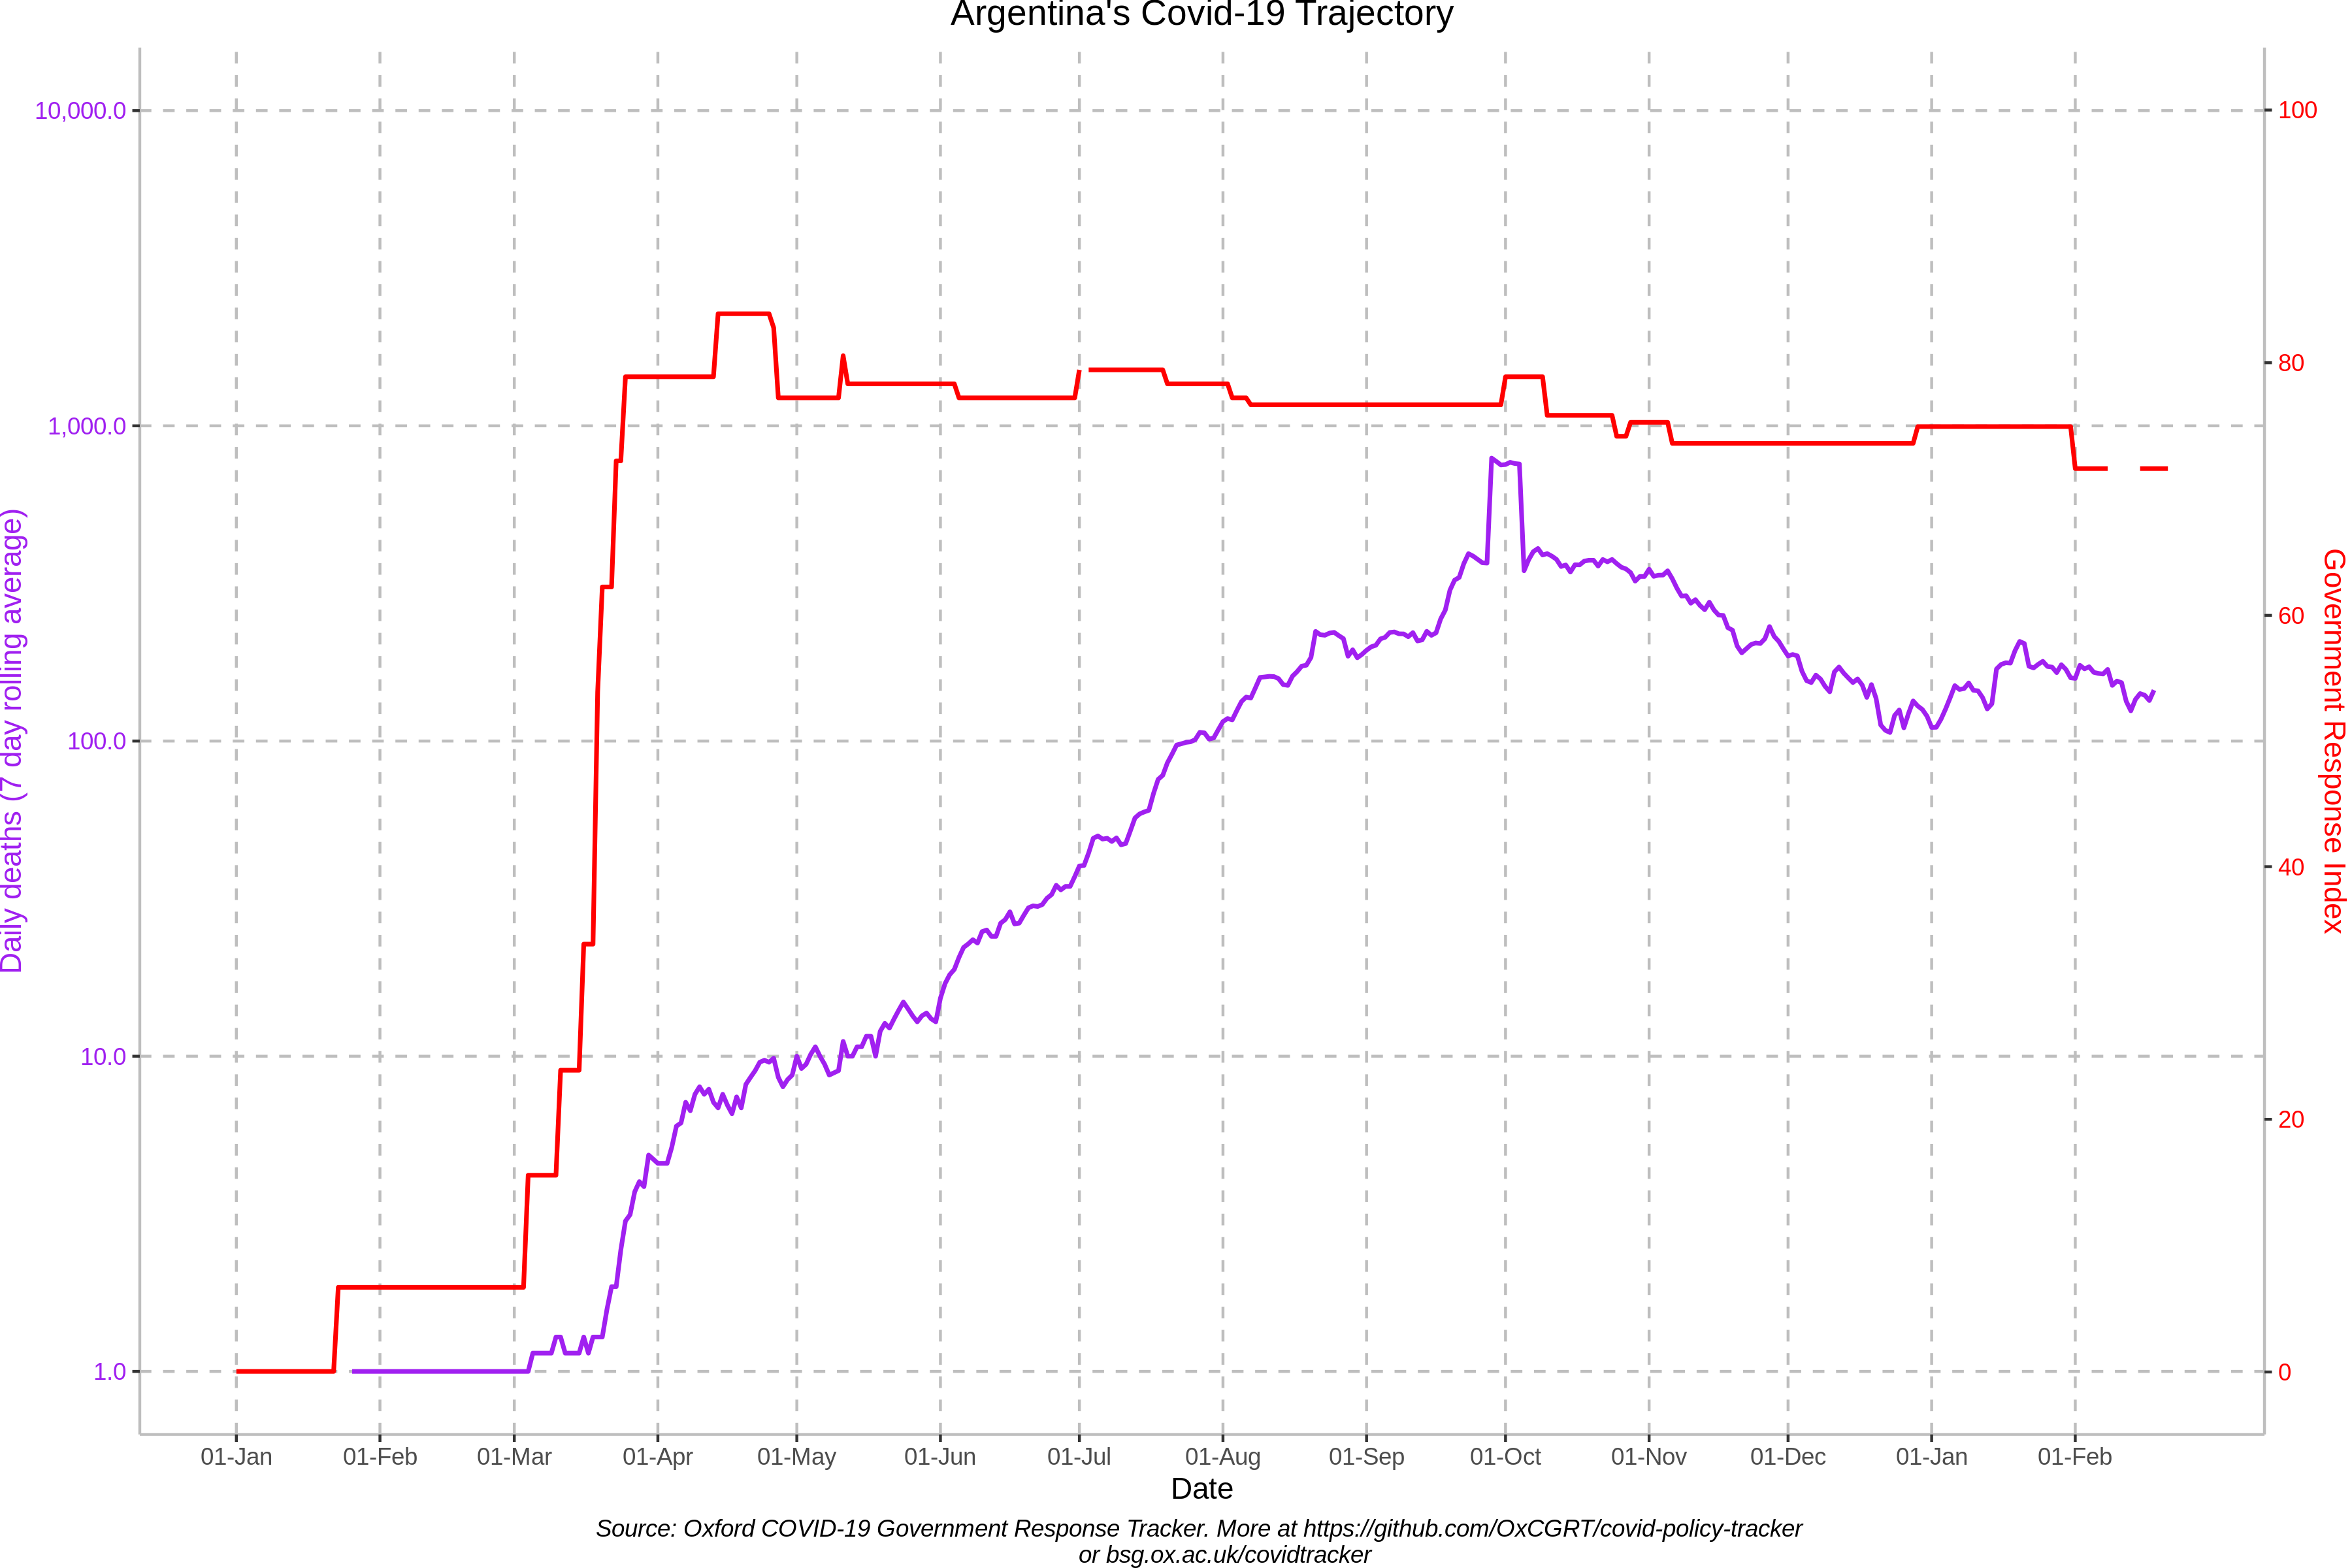 Argentina's Covid-19 Trajectory
10,000.0
1,000.0
100.0
10.0
1.0
Daily deaths (7 day rolling average)
100
80
60
40
20
0
Government Response Index
01-Jan 01-Feb 01-Mar 01-Apr 01-May 01-Jun 01-Jul 01-Aug 01-Sep 01-Oct 01-Nov 01-Dec 01-Jan 01-Feb
Date
Source: Oxford COVID-19 Government Response Tracker. More at https://github.com/OxCGRT/covid-policy-tracker
or bsg.ox.ac.uk/covidtracker